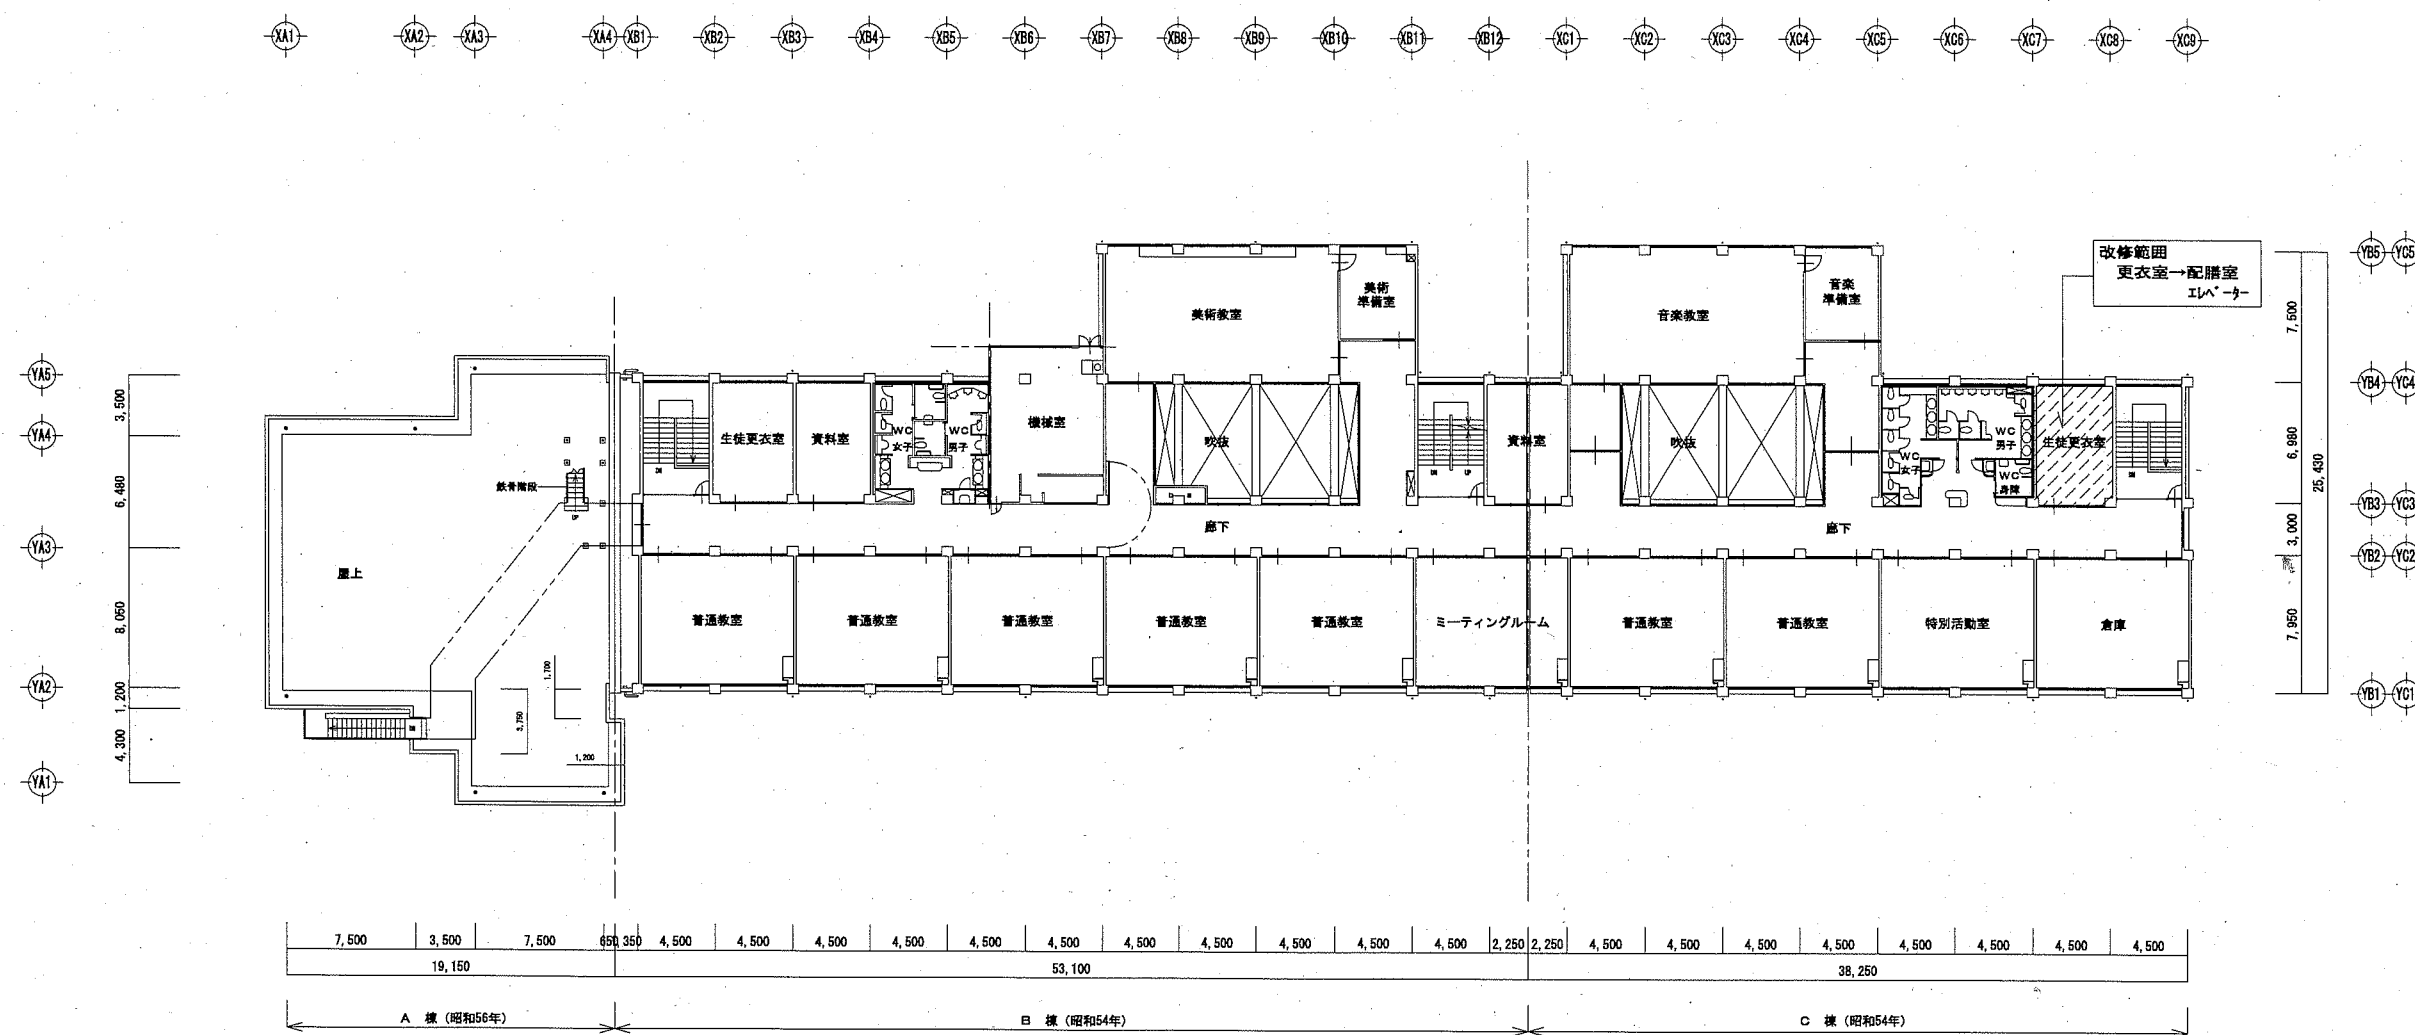 XA1 XA2 XA3 XA4 XB1 XB2 XB3 XB4 XB5 XB6 XB7 XB8 XB9 XB10 XB11 XB12 XC1 XC2 XC3 XC4 XC5 XC6 XC7 XC8 XC9
改修範囲
更衣室→配膳室
エレベーター
YB5 YC5
YB4 YC4
YB3 YC3
YB2 YC2
YB1 YC1
7,500
6,980
3,000
7,950
25,430
YA5
YA4
YA3
YA2
YA1
3,500
6,480
8,050
1,200
4,300
美術教室
美術
準備室
音楽教室
音楽
準備室
生徒更衣室
資料室
WC
女子
WC
男子
機械室
吹抜
資料室
吹抜
WC
女子
WC
男子
WC
身障
生徒更衣室
DN
DN
UP
DN
鉄骨階段
UP
廊下
廊下
屋上
普通教室
普通教室
普通教室
普通教室
普通教室
ミーティングルーム
普通教室
普通教室
特別活動室
倉庫
1,700
3,750
1,200
7,500 3,500 7,500 650 350 4,500 4,500 4,500 4,500 4,500 4,500 4,500 4,500 4,500 4,500 4,500 2,250 2,250 4,500 4,500 4,500 4,500 4,500 4,500 4,500 4,500
19,150 53,100 38,250
A 棟（昭和56年） B 棟（昭和54年） C 棟（昭和54年）